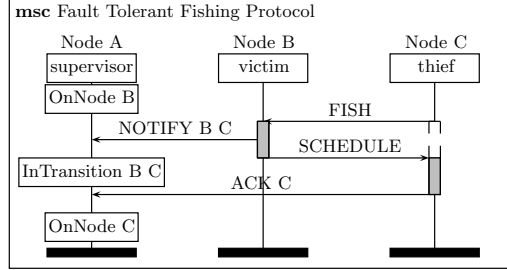 msc Fault Tolerant Fishing Protocol
Node A Node B Node C
supervisor victim thief
OnNode B
FISH
NOTIFY B C
SCHEDULE
InTransition B C
ACK C
OnNode C